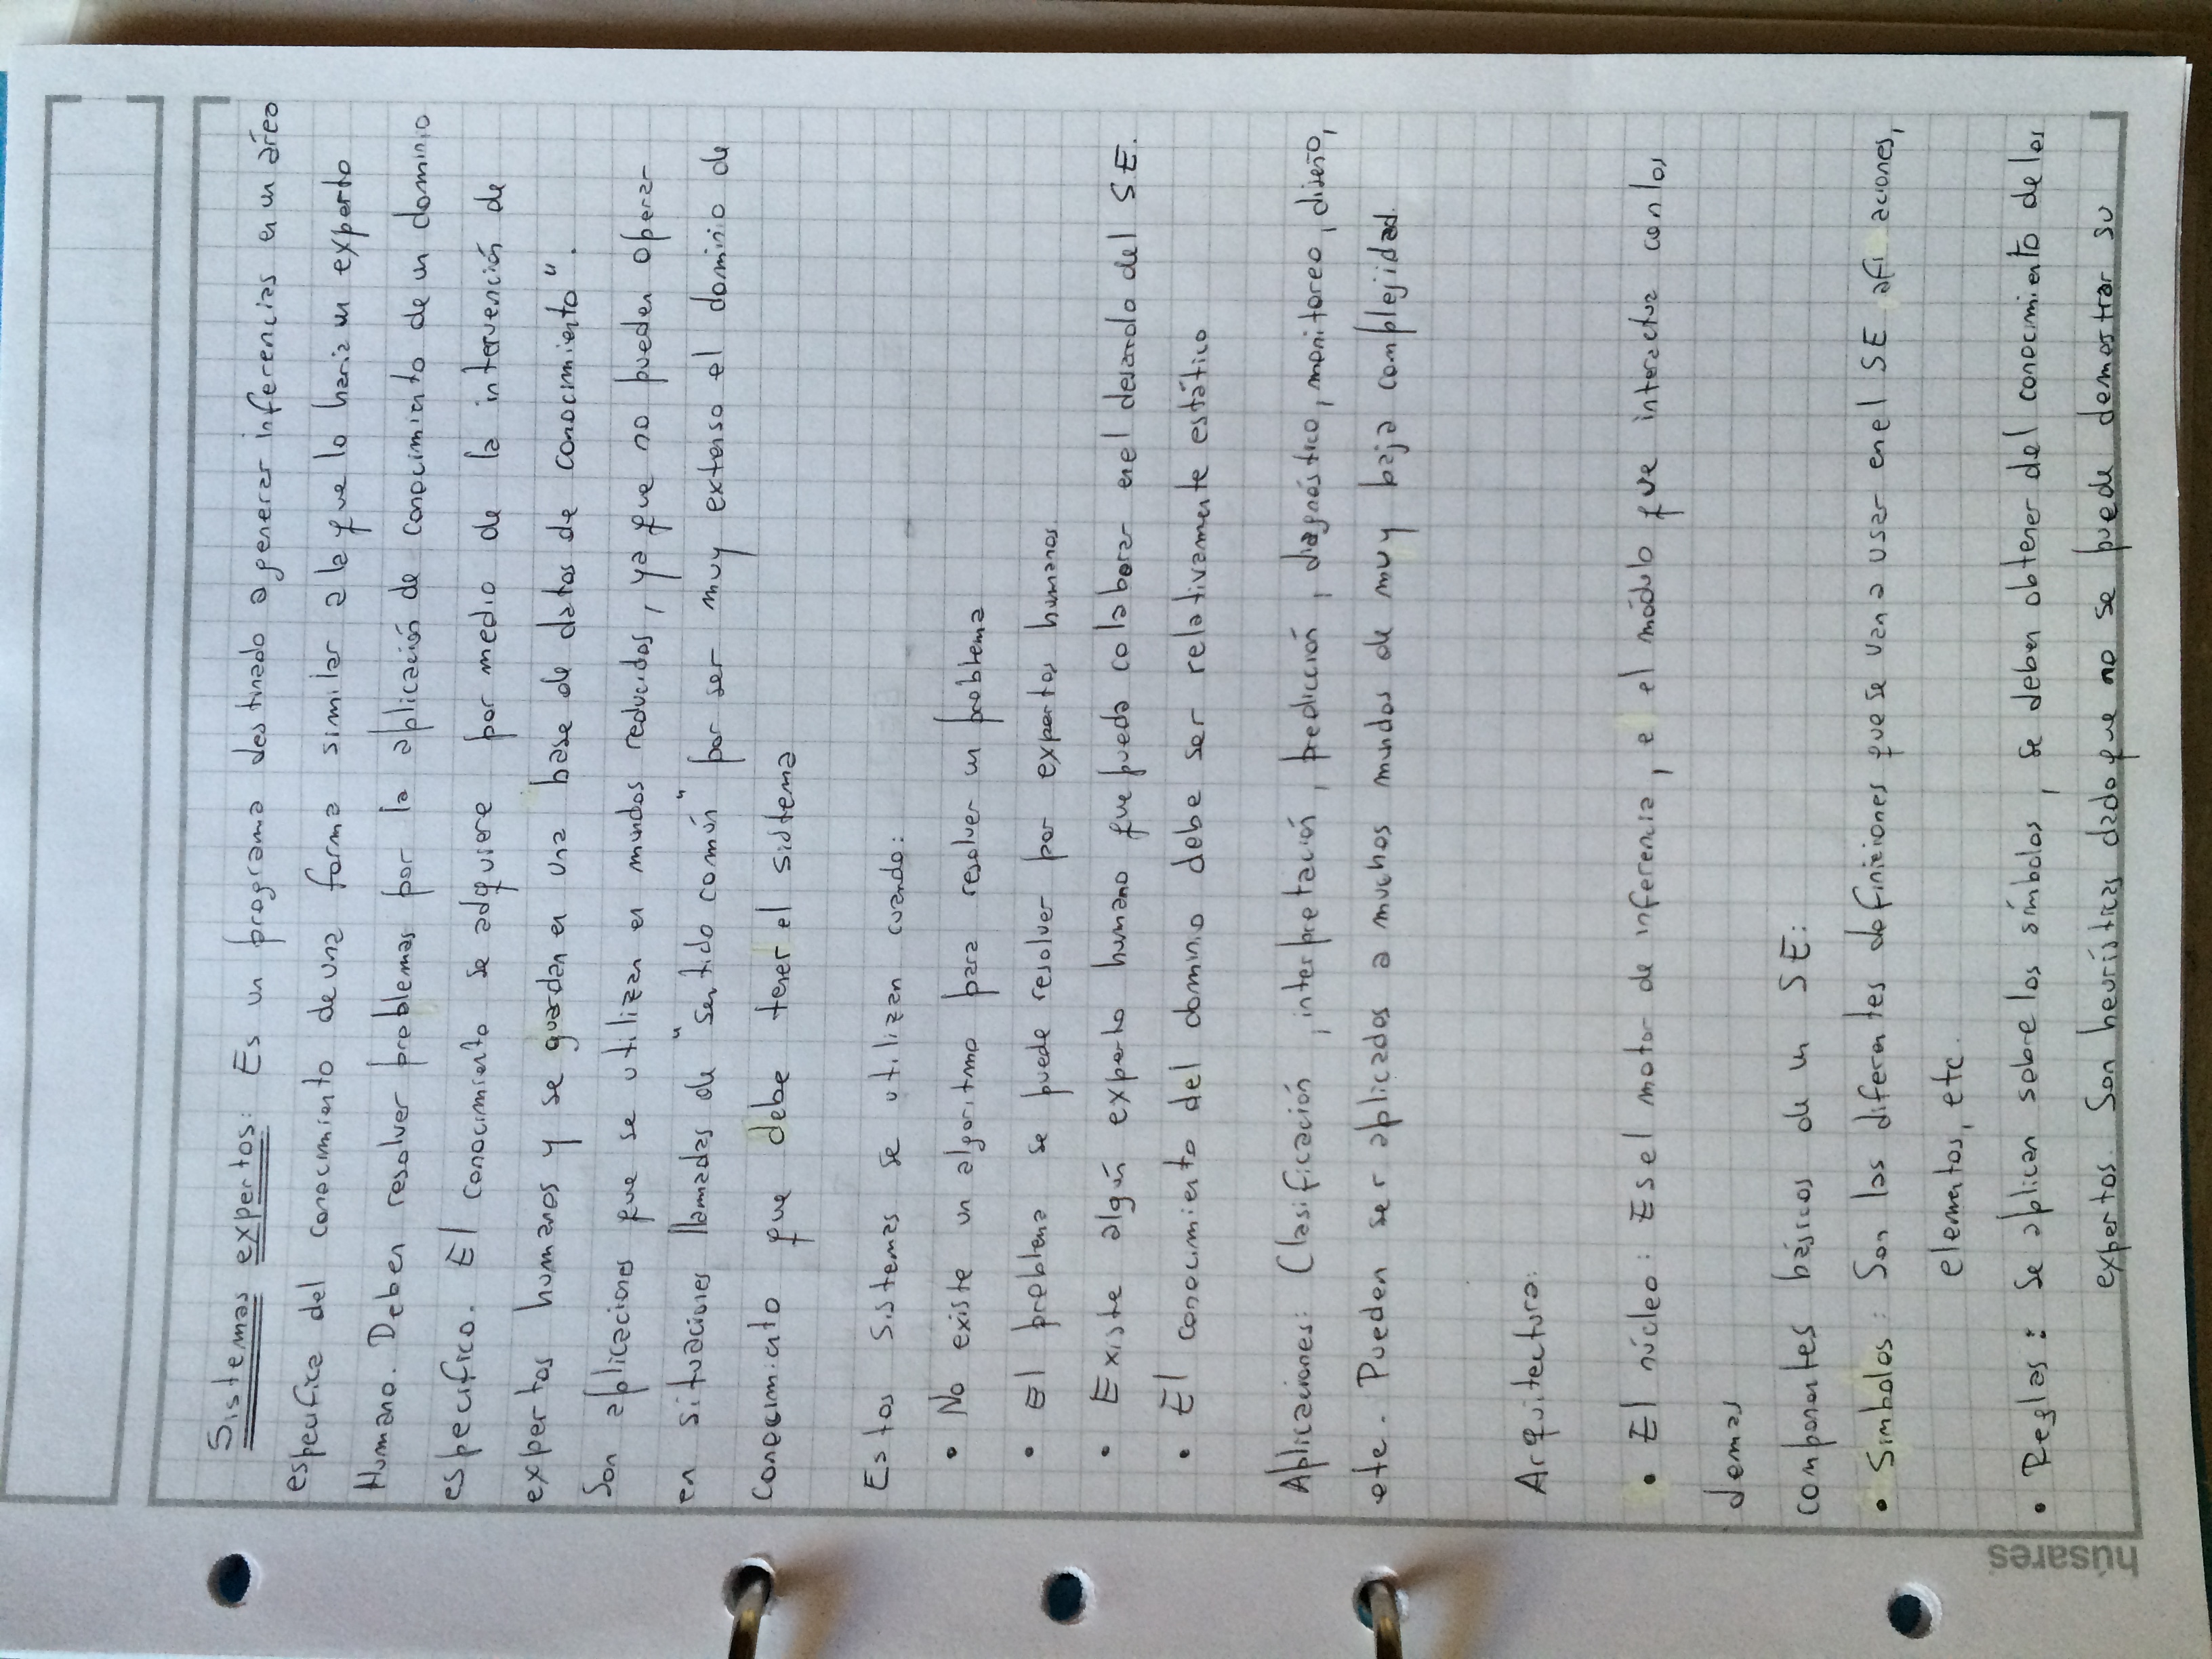 Sistemas expertos: Es un programa destinado a generar inferencias en un área
especifica del conocimiento de una forma similar a la que lo haria un experto
Humano. Deben resolver problemas por la aplicación de conocimiento de un dominio
especifico. El conocimiento se adquiere por medio de la intervención de
expertos humanos y se guardan en una base de datos de conocimiento".
Son aplicaciones que se utilizan en mundos reducidos, ya que no pueden operar
en situaciones llamadas de "sentido común" por ser muy extenso el dominio de
conocimiento que debe tener el sistema
Estos sistemas se utilizan cuando:
• No existe un algoritmo para resolver un problema
• El problema se puede resolver por expertos humanos.
• Existe algún experto humano que pueda colaborar en el desarrolo del SE.
• El conocimiento del dominio debe ser relativamente estático
Aplicaciones: Clasificación, interpretación, predicción, diagnóstico, monitoreo, diseño,
etc. Pueden ser aplicados a muchos mundos de muy baja complejidad.
Arquitectura:
• El núcleo: Es el motor de inferencia, e el módulo que interactua con los
demas
componentes básicos de un SE:
• Simbolos: Son las diferentes definiciones que se van a usar en el SE aciones,
elementos, etc.
• Reglas: Se aplican sobre los símbolos, se deben obtener del conocimiento de los
expertos. Son heurísticas dado que no se puede demostrar su
húsares